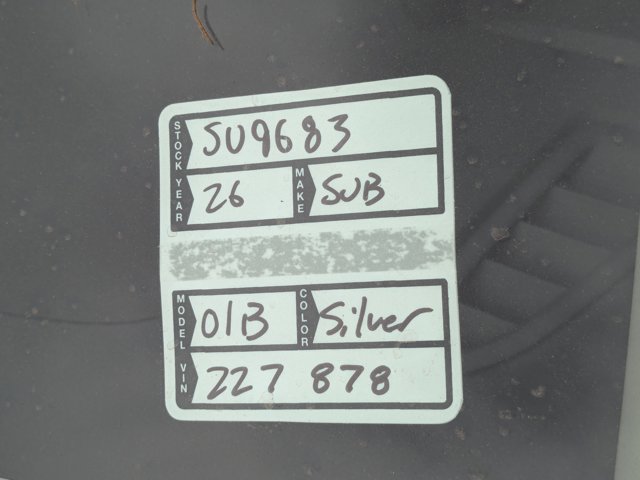 STOCK SU9683
YEAR 26 MAKE SUB
MODEL 01B COLOR Silver
VIN 227 878